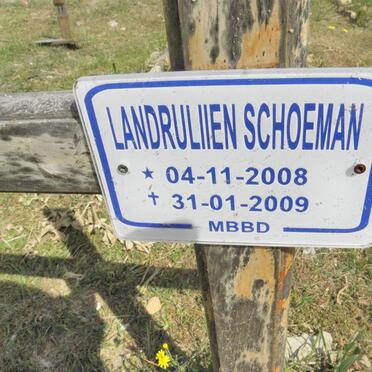 LANDRULIIEN SCHOEMAN
★ 04-11-2008
✝ 31-01-2009
MBBD